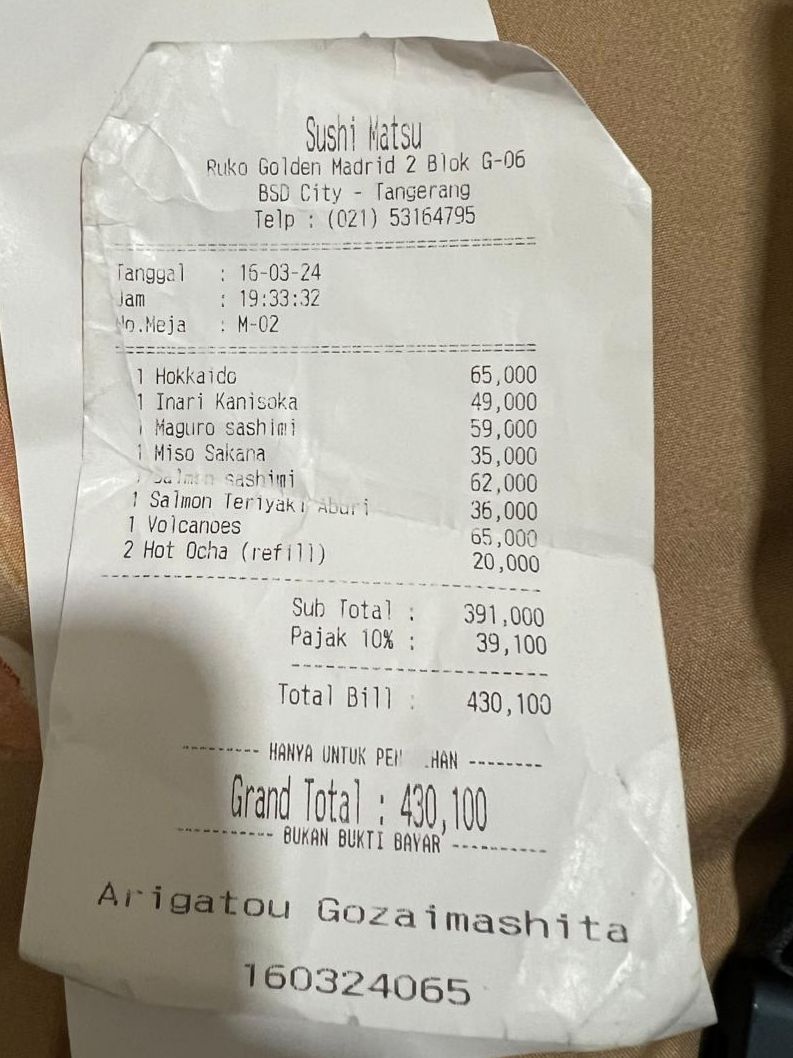 Sushi Matsu
Ruko Golden Madrid 2 Blok G-06
BSD City - Tangerang
Telp : (021) 53164795
Tanggal : 16-03-24
Jam : 19:33:32
No.Meja : M-02
1 Hokkaido 65,000
1 Inari Kanisoka 49,000
1 Maguro sashimi 59,000
1 Miso Sakana 35,000
1 Salmon sashimi 62,000
1 Salmon Teriyaki Aburi 36,000
1 Volcanoes 65,000
2 Hot Ocha (refill) 20,000
Sub Total : 391,000
Pajak 10% : 39,100
Total Bill : 430,100
--------- HANYA UNTUK --------
Grand Total : 430,100
---------- BUKAN BUKTI BAYAR ----------
Arigatou Gozaimashita
160324065